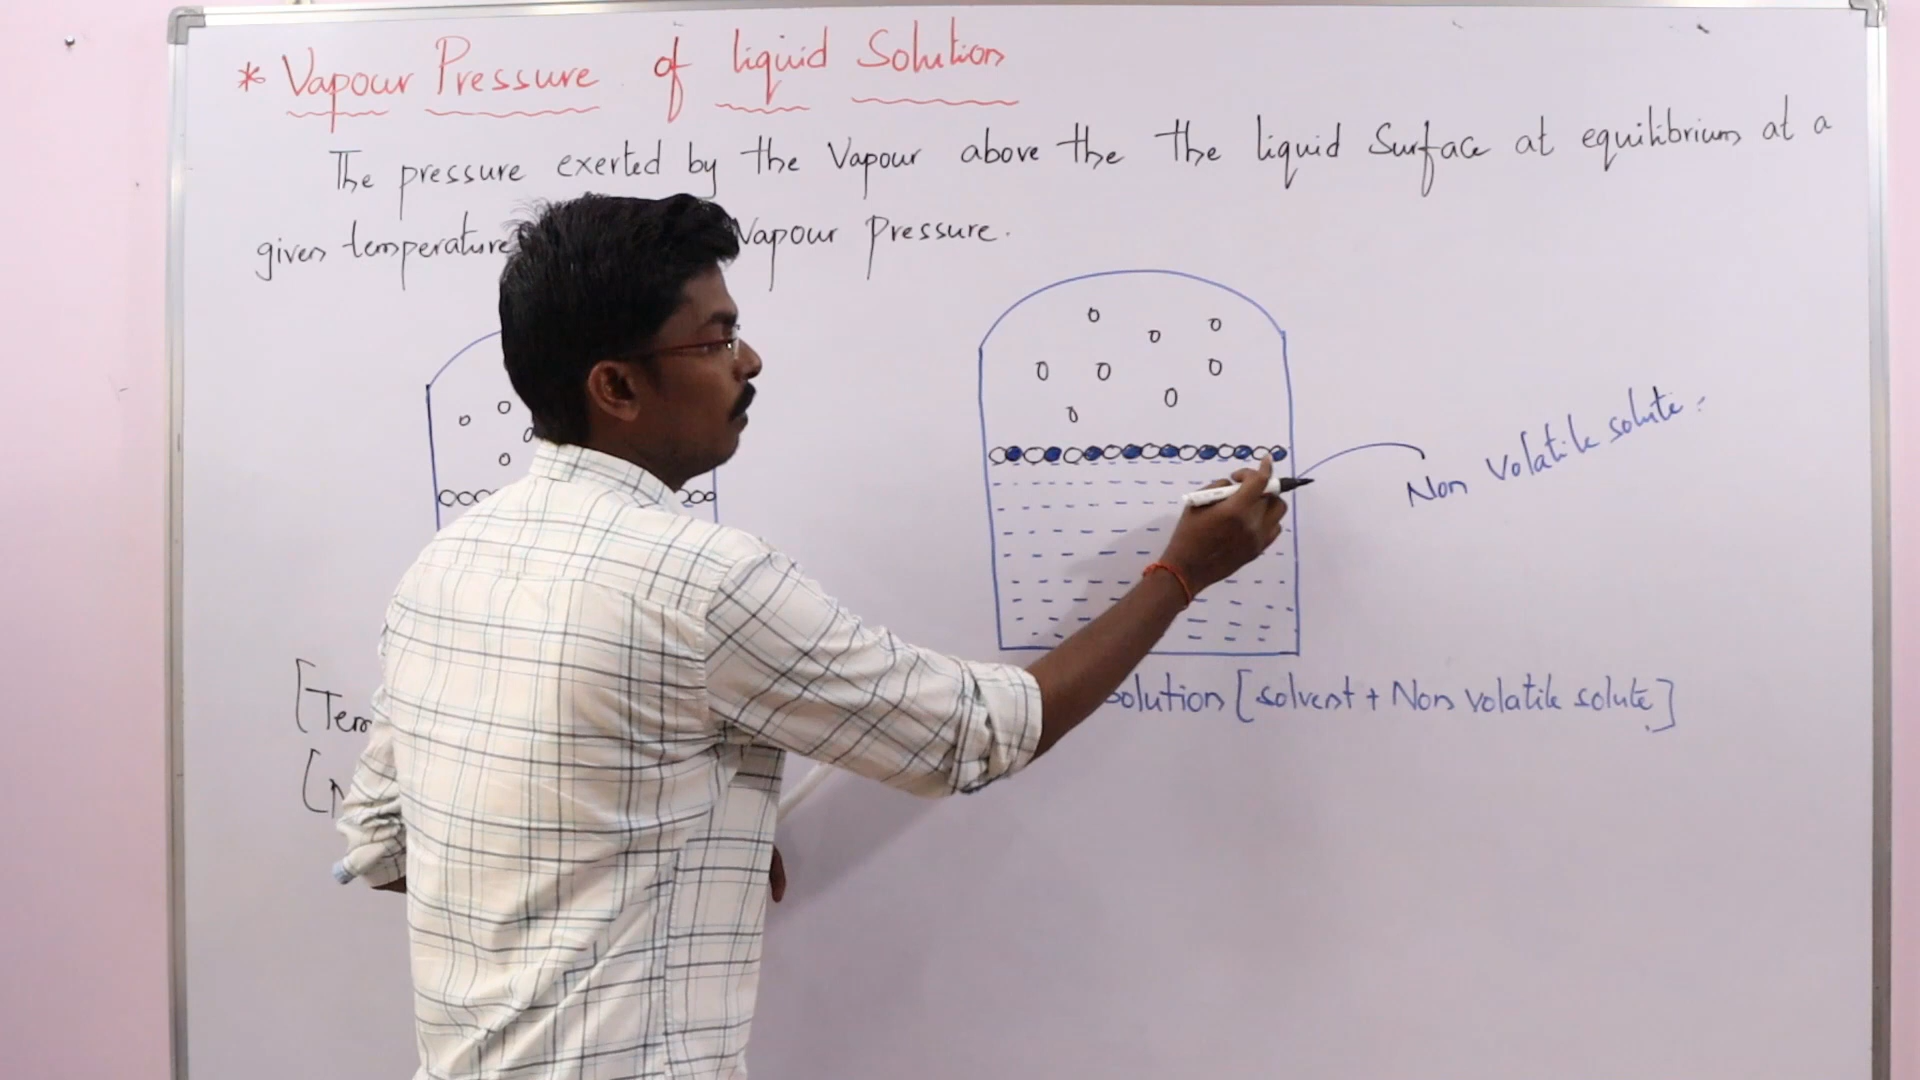 * Vapour Pressure of liquid Solution
The pressure exerted by the Vapour above the the liquid Surface at equilibrium at a
given temperature Vapour Pressure.
Non Volatile solute.
solution [solvent + Non Volatile solute]
[Tem